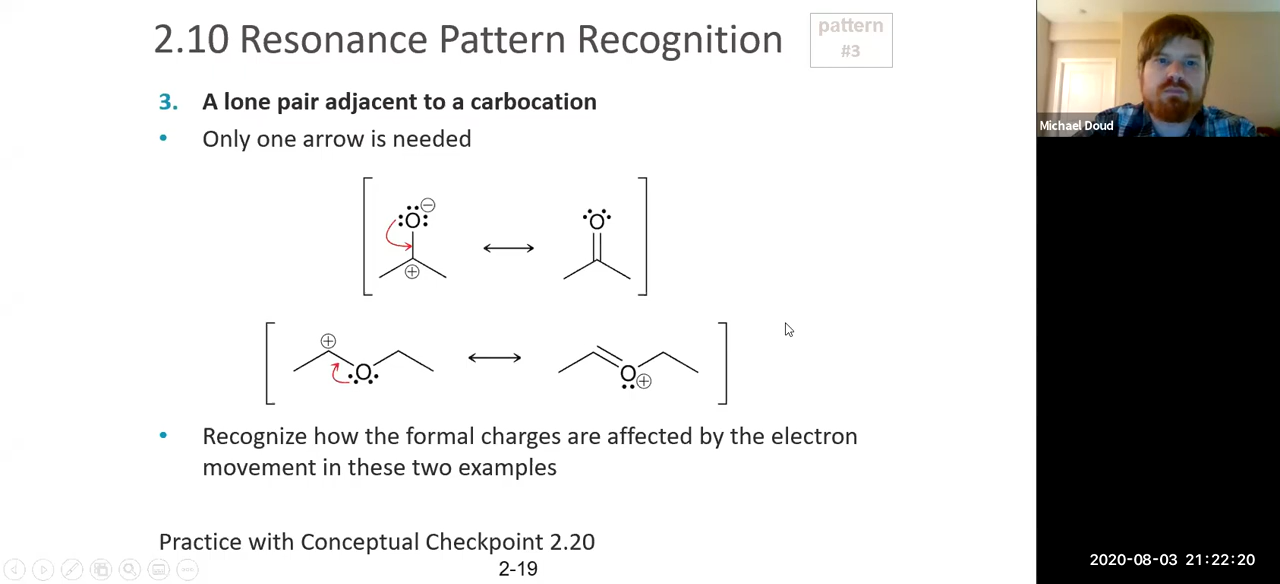 2.10 Resonance Pattern Recognition
pattern
#3
3. A lone pair adjacent to a carbocation
• Only one arrow is needed
O
O
O
O
• Recognize how the formal charges are affected by the electron
movement in these two examples
Practice with Conceptual Checkpoint 2.20
2-19
Michael Doud
2020-08-03 21:22:20